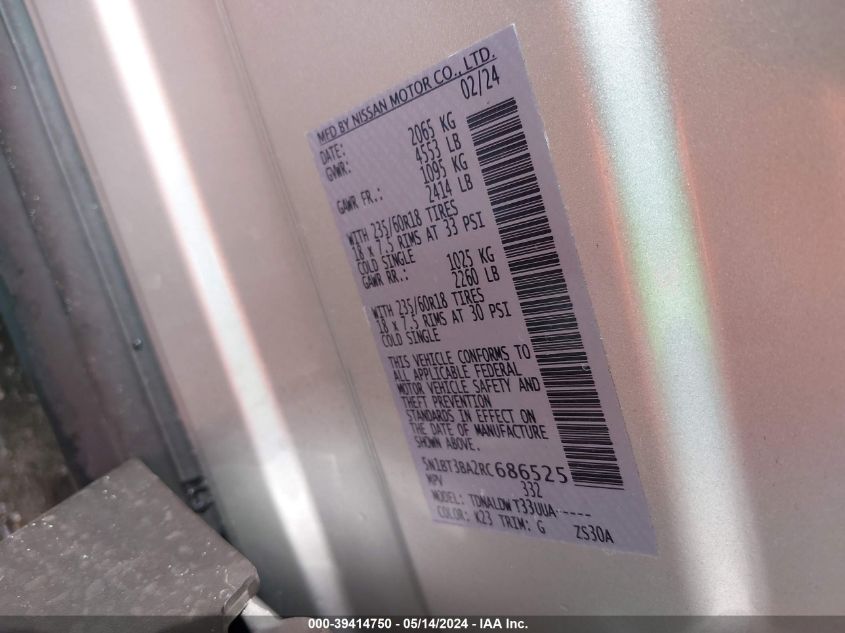 MFD BY NISSAN MOTOR CO., LTD.
DATE: 02/24
GVWR: 2065 KG
4553 LB
GAWR FR.: 1095 KG
2414 LB
WITH 235/60R18 TIRES
18 x 7.5 RIMS AT 33 PSI
COLD SINGLE
GAWR RR.: 1025 KG
2260 LB
WITH 235/60R18 TIRES
18 x 7.5 RIMS AT 30 PSI
COLD SINGLE
THIS VEHICLE CONFORMS TO
ALL APPLICABLE FEDERAL
MOTOR VEHICLE SAFETY AND
THEFT PREVENTION
STANDARDS IN EFFECT ON
THE DATE OF MANUFACTURE
SHOWN ABOVE.
5N1BT3BA2RC686525
MPV 332
MODEL: TDNALDWT33UUA-----
COLOR: K23 TRIM: G ZS30A
000-39414750 — 05/14/2024 - IAA Inc.